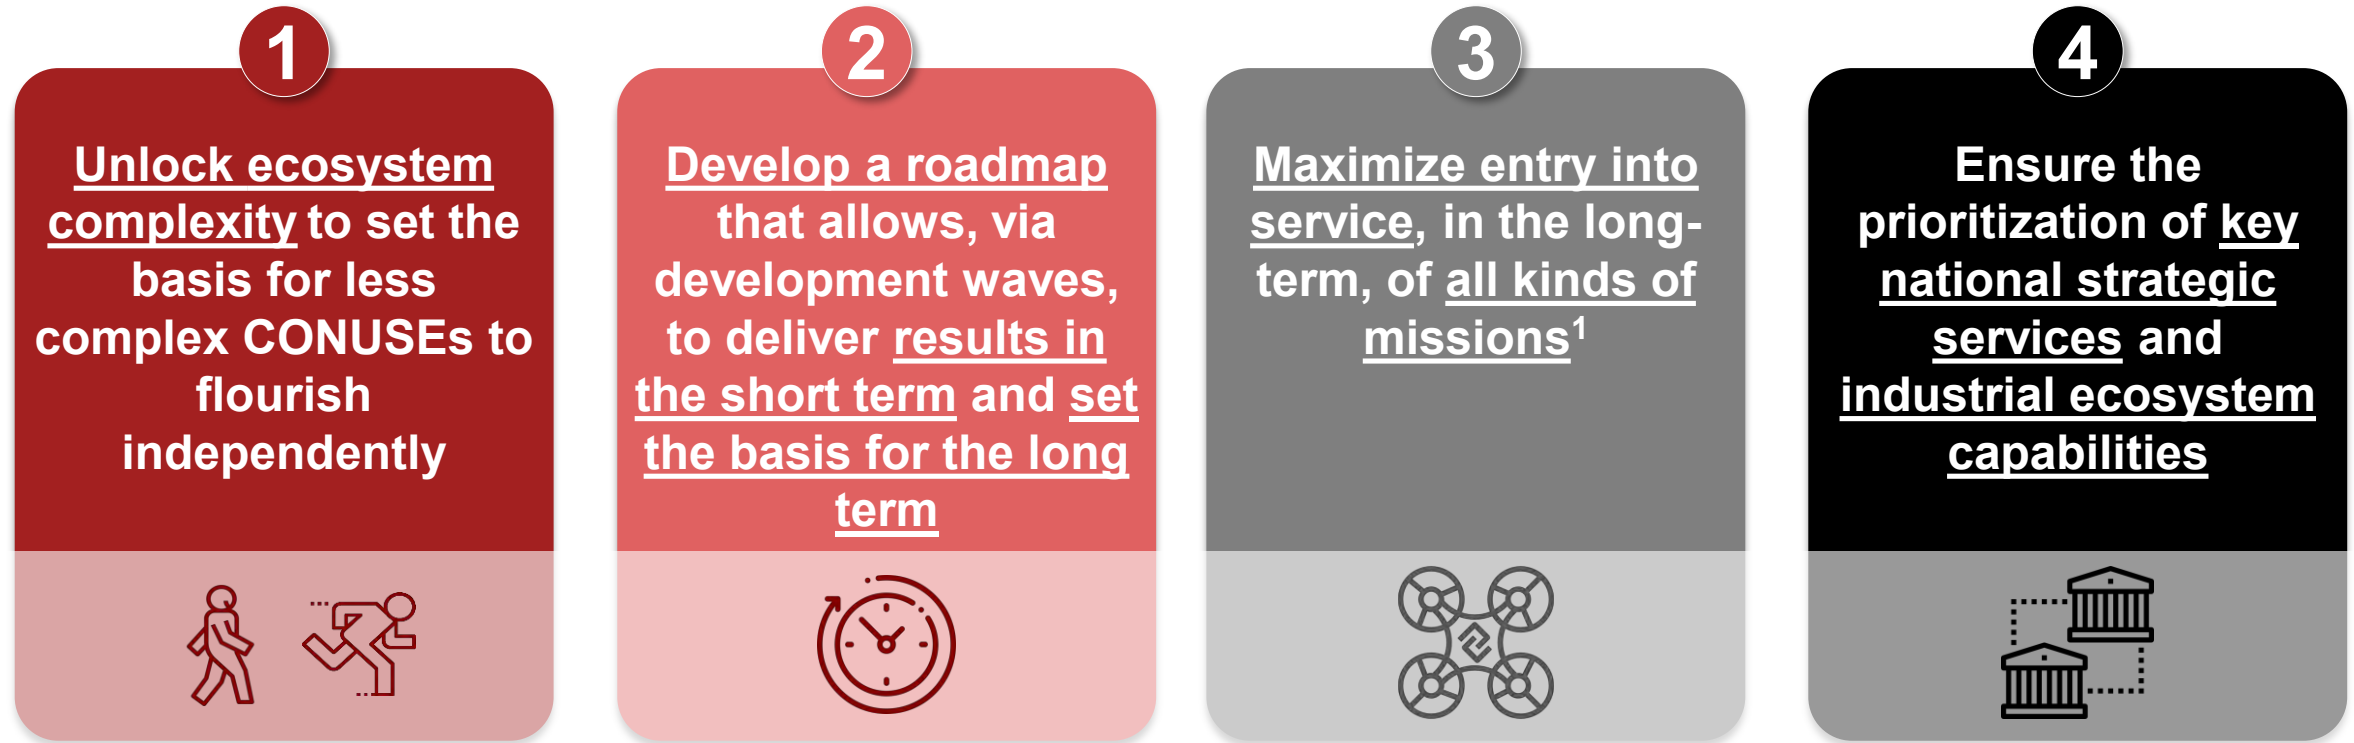 1
Unlock ecosystem
complexity to set the
basis for less
complex CONUSEs to
flourish
independently
2
Develop a roadmap
that allows, via
development waves,
to deliver results in
the short term and set
the basis for the long
term
3
Maximize entry into
service, in the long-
term, of all kinds of
missions¹
4
Ensure the
prioritization of key
national strategic
services and
industrial ecosystem
capabilities